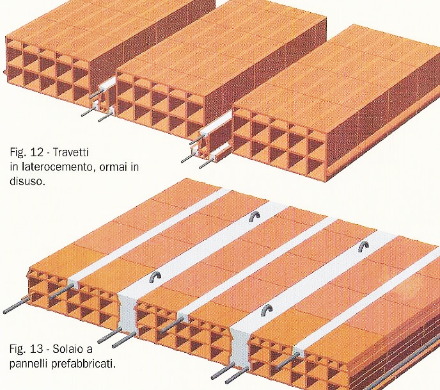 Fig. 12 - Travetti
in laterocemento, ormai in
disuso.
Fig. 13 - Solaio a
pannelli prefabbricati.